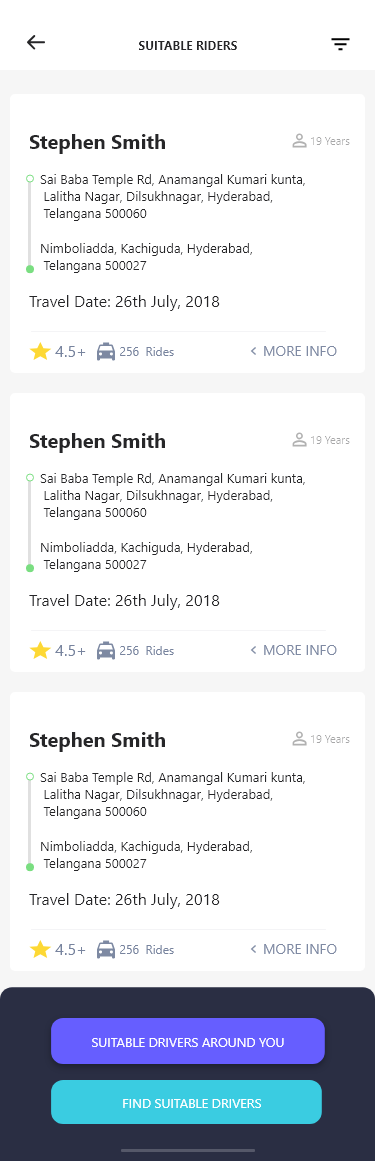 SUITABLE RIDERS
Stephen Smith
19 Years
Sai Baba Temple Rd, Anamangal Kumari kunta,
Lalitha Nagar, Dilsukhnagar, Hyderabad,
Telangana 500060
Nimboliadda, Kachiguda, Hyderabad,
Telangana 500027
Travel Date: 26th July, 2018
4.5+ 256 Rides < MORE INFO
Stephen Smith
19 Years
Sai Baba Temple Rd, Anamangal Kumari kunta,
Lalitha Nagar, Dilsukhnagar, Hyderabad,
Telangana 500060
Nimboliadda, Kachiguda, Hyderabad,
Telangana 500027
Travel Date: 26th July, 2018
4.5+ 256 Rides < MORE INFO
Stephen Smith
19 Years
Sai Baba Temple Rd, Anamangal Kumari kunta,
Lalitha Nagar, Dilsukhnagar, Hyderabad,
Telangana 500060
Nimboliadda, Kachiguda, Hyderabad,
Telangana 500027
Travel Date: 26th July, 2018
4.5+ 256 Rides < MORE INFO
SUITABLE DRIVERS AROUND YOU
FIND SUITABLE DRIVERS